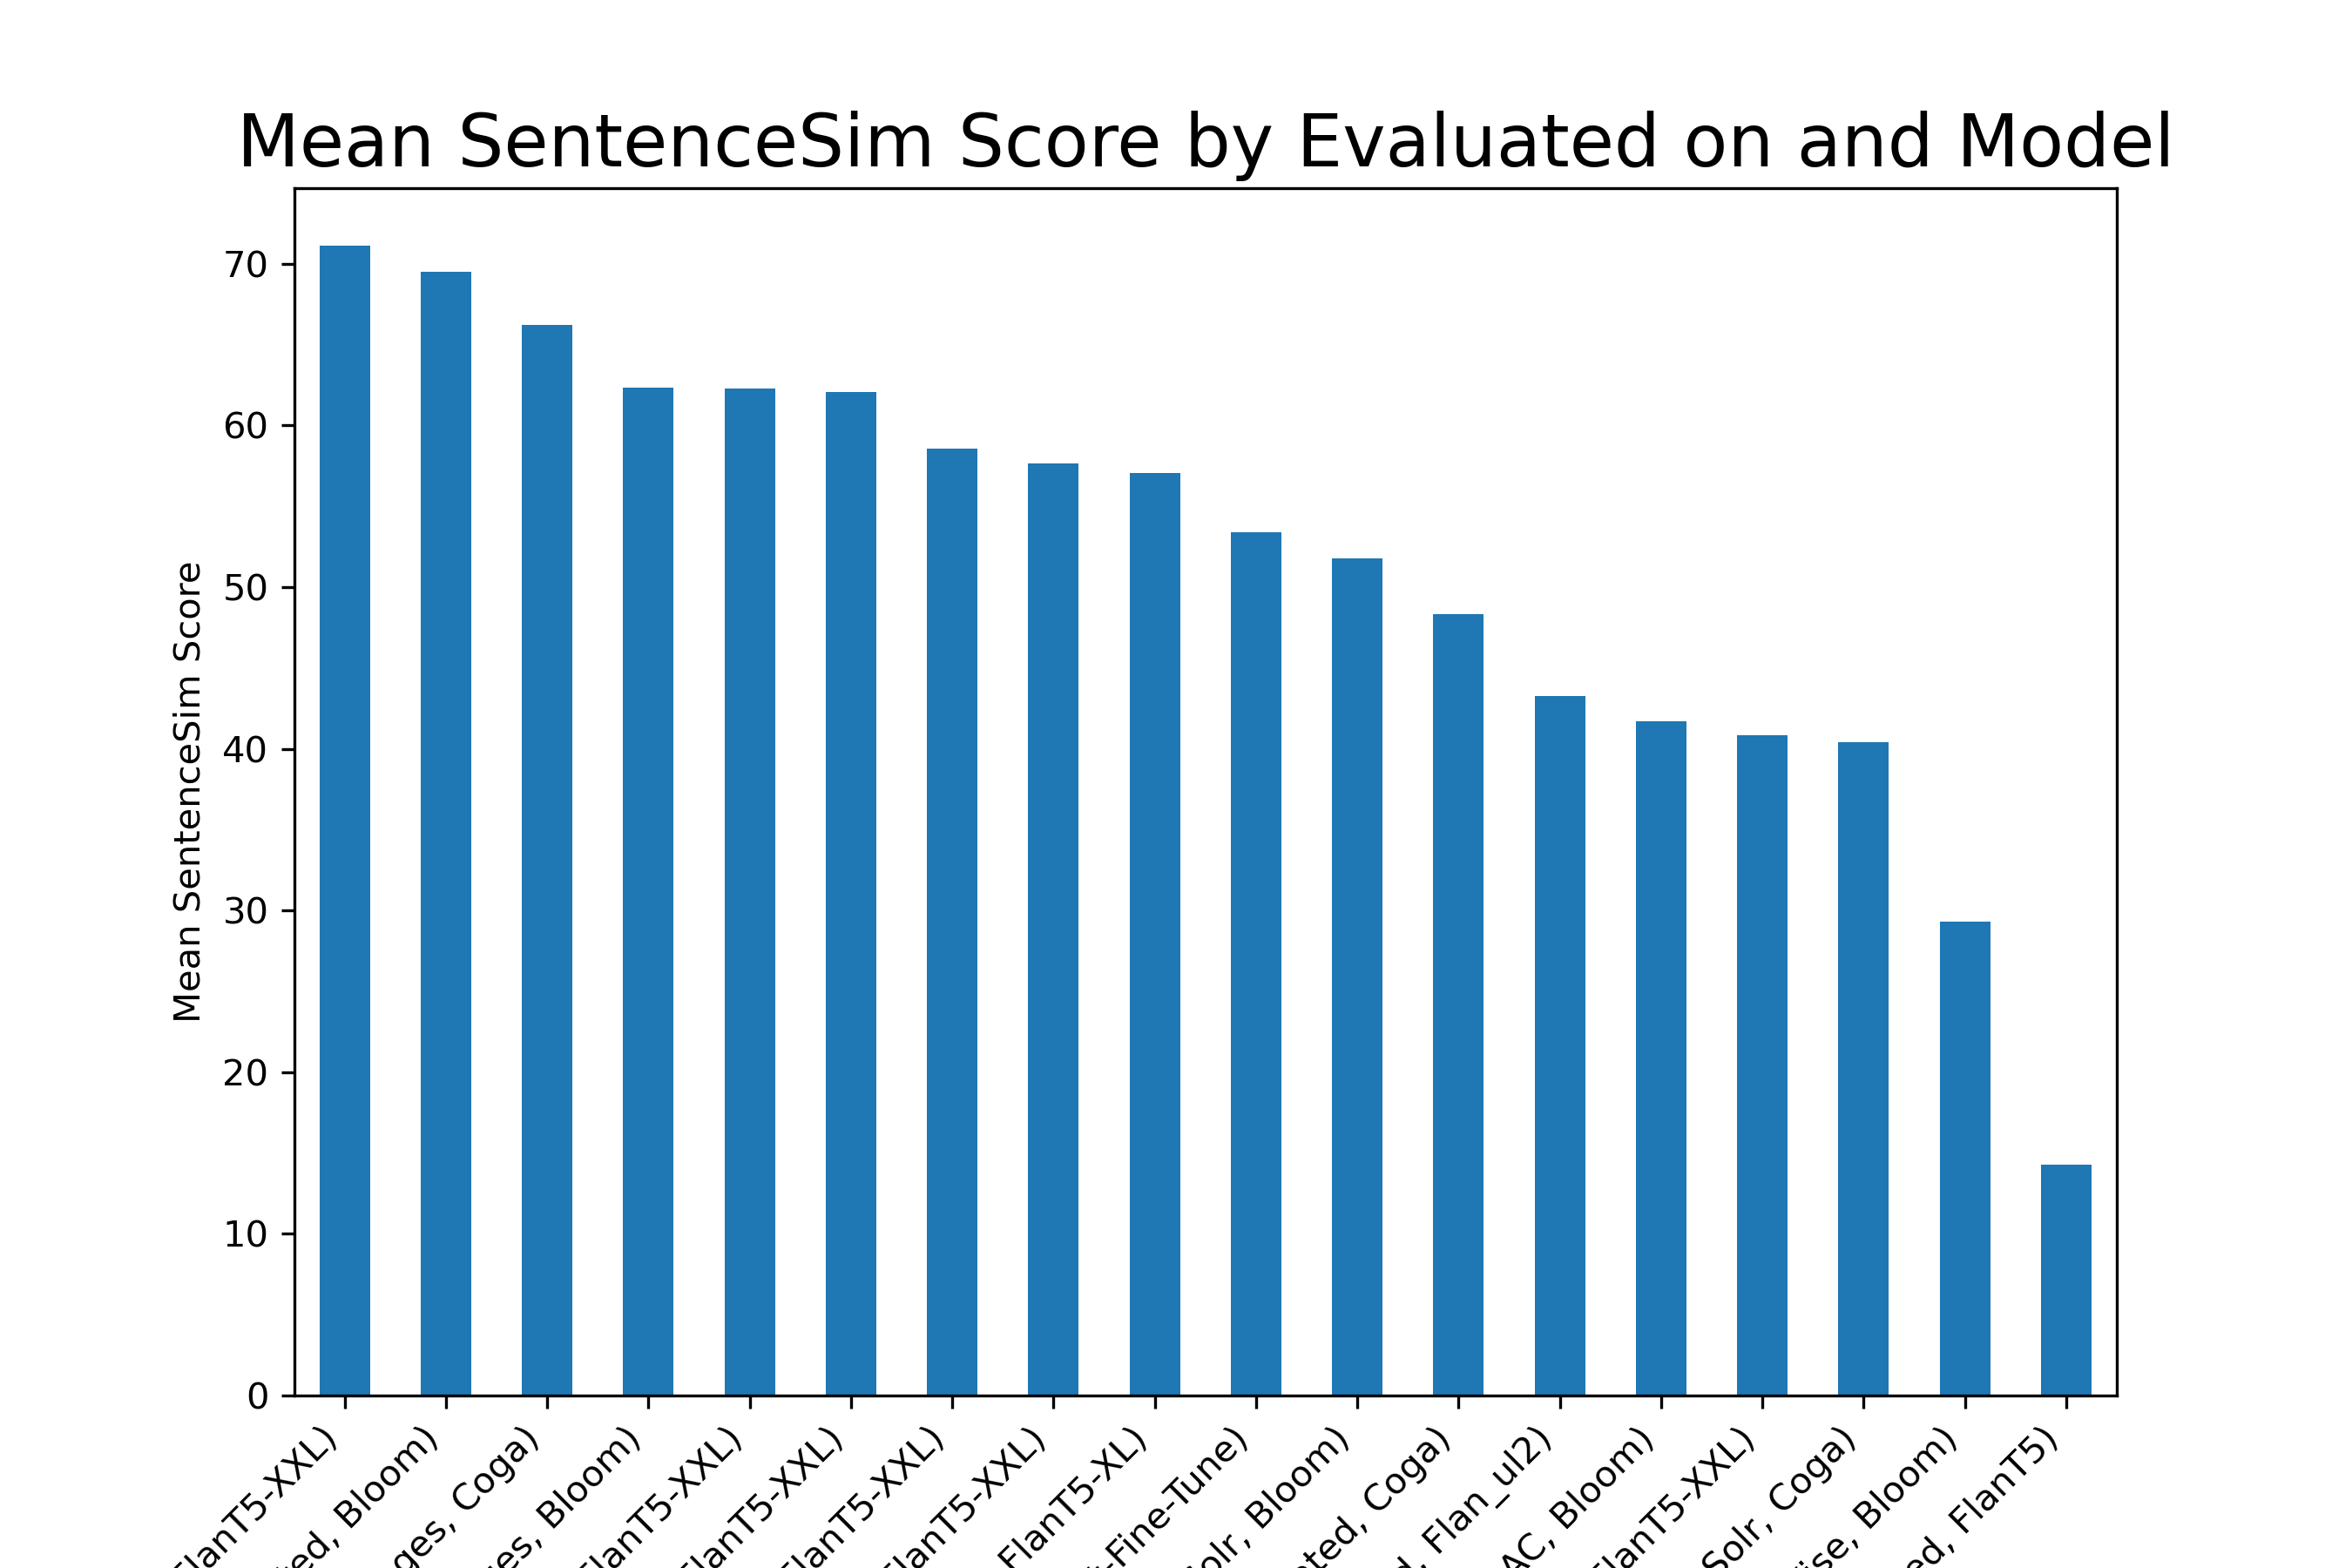 Mean SentenceSim Score by Evaluated on and Model
Mean SentenceSim Score
70
60
50
40
30
20
10
0
FlanT5-XXL)
Bloom)
Coga)
Bloom)
FlanT5-XXL)
FlanT5-XXL)
FlanT5-XXL)
FlanT5-XXL)
FlanT5-XL)
-Fine-Tune)
Bloom)
Coga)
Flan_ul2)
AC, Bloom)
FlanT5-XXL)
Solr, Coga)
Bloom)
FlanT5)